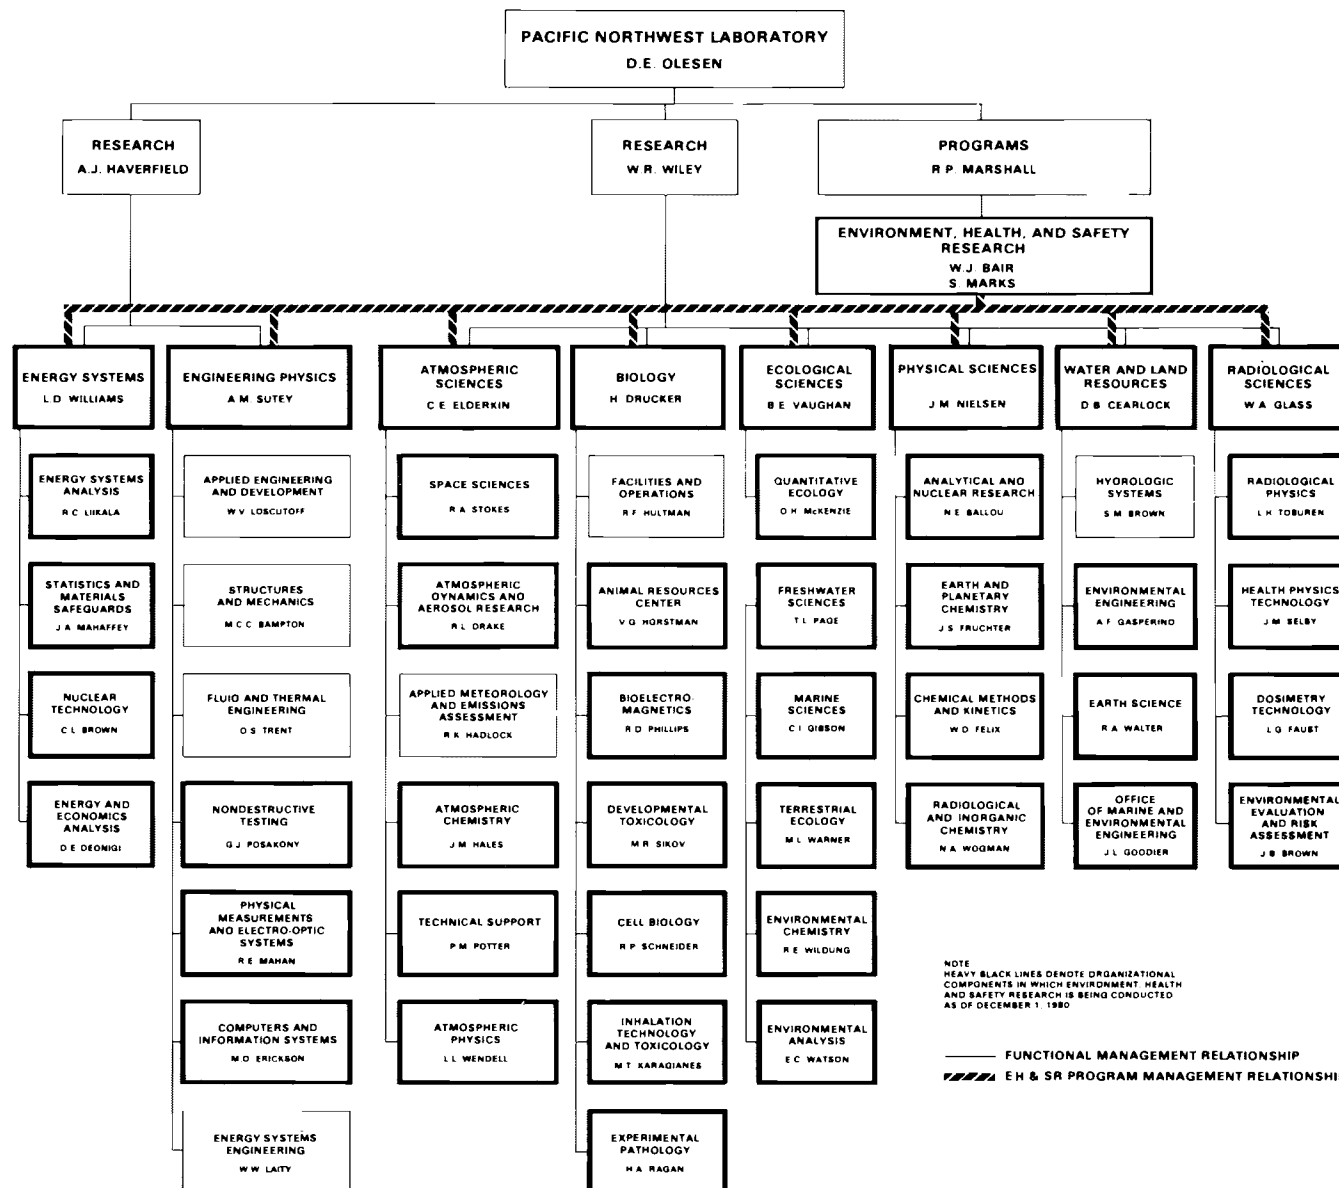 PACIFIC NORTHWEST LABORATORY
D.E. OLESEN
RESEARCH
A.J. HAVERFIELD
RESEARCH
W.R. WILEY
PROGRAMS
R.P. MARSHALL
ENVIRONMENT, HEALTH, AND SAFETY
RESEARCH
W.J. BAIR
S. MARKS
ENERGY SYSTEMS
L.D. WILLIAMS
ENERGY SYSTEMS
ANALYSIS
R.C. LIIKALA
STATISTICS AND
MATERIALS
SAFEGUARDS
J.A. MAHAFFEY
NUCLEAR
TECHNOLOGY
C.L. BROWN
ENERGY AND
ECONOMICS
ANALYSIS
D.E. DEONIGI
ENGINEERING PHYSICS
A.M. SUTEY
APPLIED ENGINEERING
AND DEVELOPMENT
W.V. LOSCUTOFF
STRUCTURES
AND MECHANICS
M.C.C. BAMPTON
FLUID AND THERMAL
ENGINEERING
D.S. TRENT
NONDESTRUCTIVE
TESTING
G.J. POSAKONY
PHYSICAL
MEASUREMENTS
AND ELECTRO-OPTIC
SYSTEMS
R.E. MAHAN
COMPUTERS AND
INFORMATION SYSTEMS
M.D. ERICKSON
ENERGY SYSTEMS
ENGINEERING
W.W. LAITY
ATMOSPHERIC
SCIENCES
C.E. ELDERKIN
SPACE SCIENCES
R.A. STOKES
ATMOSPHERIC
DYNAMICS AND
AEROSOL RESEARCH
R.L. DRAKE
APPLIED METEOROLOGY
AND EMISSIONS
ASSESSMENT
R.K. HADLOCK
ATMOSPHERIC
CHEMISTRY
J.M. HALES
TECHNICAL SUPPORT
P.M. POTTER
ATMOSPHERIC
PHYSICS
L.L. WENDELL
BIOLOGY
H. DRUCKER
FACILITIES AND
OPERATIONS
R.F. HULTMAN
ANIMAL RESOURCES
CENTER
V.G. HORSTMAN
BIOELECTRO-
MAGNETICS
R.D. PHILLIPS
DEVELOPMENTAL
TOXICOLOGY
M.R. SIKOV
CELL BIOLOGY
R.P. SCHNEIDER
INHALATION
TECHNOLOGY
AND TOXICOLOGY
M.T. KARAGIANES
EXPERIMENTAL
PATHOLOGY
H.A. RAGAN
ECOLOGICAL
SCIENCES
B.E. VAUGHAN
QUANTITATIVE
ECOLOGY
D.H. McKENZIE
FRESHWATER
SCIENCES
T.L. PAGE
MARINE
SCIENCES
C.I. GIBSON
TERRESTRIAL
ECOLOGY
M.L. WARNER
ENVIRONMENTAL
CHEMISTRY
R.E. WILDUNG
ENVIRONMENTAL
ANALYSIS
E.C. WATSON
PHYSICAL SCIENCES
J.M. NIELSEN
ANALYTICAL AND
NUCLEAR RESEARCH
N.E. BALLOU
EARTH AND
PLANETARY
CHEMISTRY
J.S. FRUCHTER
CHEMICAL METHODS
AND KINETICS
W.D. FELIX
RADIOLOGICAL
AND INORGANIC
CHEMISTRY
N.A. WOGMAN
WATER AND LAND
RESOURCES
D.B. CEARLOCK
HYDROLOGIC
SYSTEMS
S.M. BROWN
ENVIRONMENTAL
ENGINEERING
A.F. GASPERINO
EARTH SCIENCE
R.A. WALTER
OFFICE
OF MARINE AND
ENVIRONMENTAL
ENGINEERING
J.L. GOODIER
RADIOLOGICAL
SCIENCES
W.A. GLASS
RADIOLOGICAL
PHYSICS
L.H. TOBUREN
HEALTH PHYSICS
TECHNOLOGY
J.M. SELBY
DOSIMETRY
TECHNOLOGY
L.G. FAUST
ENVIRONMENTAL
EVALUATION
AND RISK
ASSESSMENT
J.B. BROWN
NOTE
HEAVY BLACK LINES DENOTE ORGANIZATIONAL
COMPONENTS IN WHICH ENVIRONMENT, HEALTH
AND SAFETY RESEARCH IS BEING CONDUCTED
AS OF DECEMBER 1, 1980
FUNCTIONAL MANAGEMENT RELATIONSHIP
EH & SR PROGRAM MANAGEMENT RELATIONSHIP